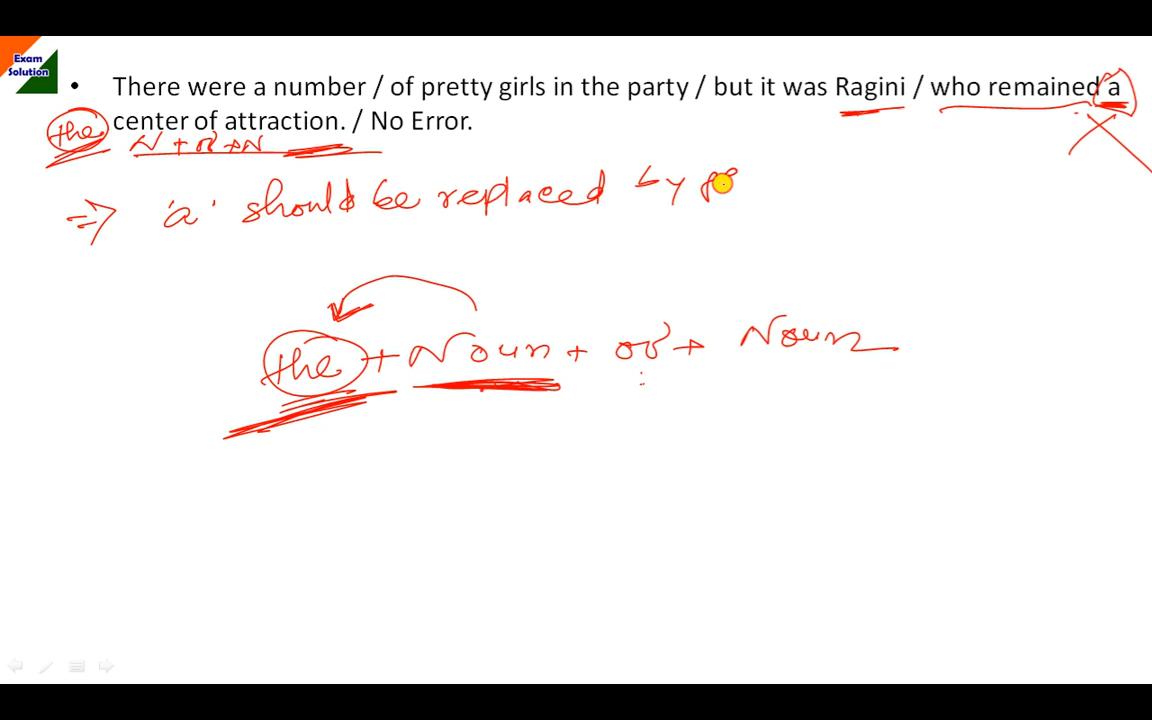 Exam
Solution
• There were a number / of pretty girls in the party / but it was Ragini / who remained a
the center of attraction. / No Error.
N + of + N
⇒ 'a' should be replaced by
the + Noun + of + Noun